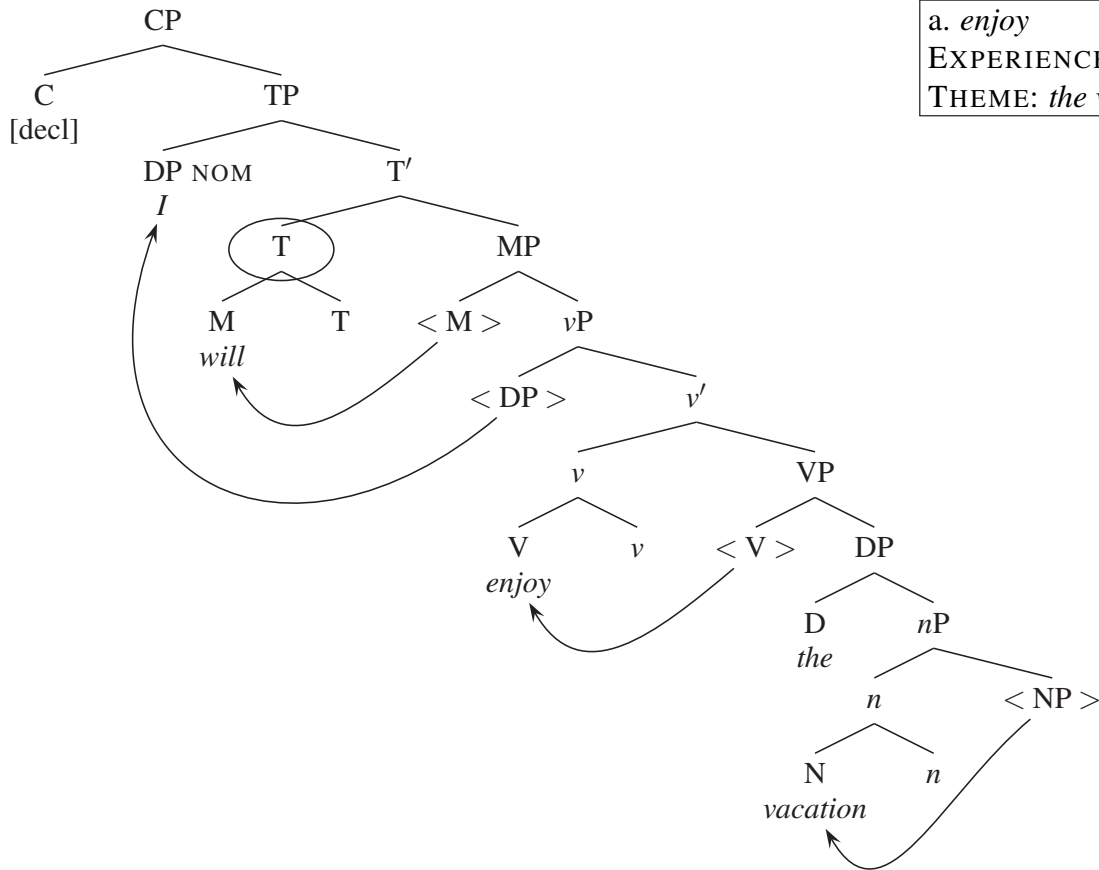 CP
a. enjoy
EXPERIENCE
THEME: the
C
TP
[decl]
DP NOM
T′
I
T
MP
M
T
< M >
vP
will
< DP >
v′
v
VP
V
v
< V >
DP
enjoy
D
nP
the
n
< NP >
N
n
vacation